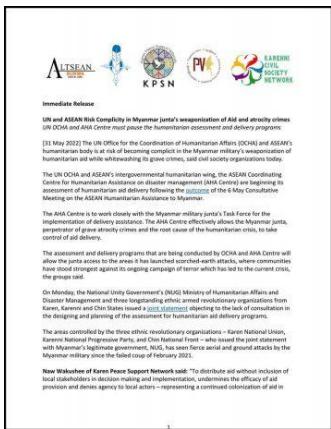 ALTSEAN
BURMA
KPSN
PV
KARENNI
CIVIL
SOCIETY
NETWORK
Immediate Release
UN and ASEAN Risk Complicity in Myanmar junta's weaponization of Aid and atrocity crimes
UN OCHA and AHA Centre must pause the humanitarian assessment and delivery programs
[31 May 2022] The UN Office for the Coordination of Humanitarian Affairs (OCHA) and ASEAN's
humanitarian body is at risk of becoming complicit in the Myanmar military's weaponization of
humanitarian aid while whitewashing its grave crimes, said civil society organizations today.
The UN OCHA and ASEAN's intergovernmental humanitarian wing, the ASEAN Coordinating
Centre for Humanitarian Assistance on disaster management (AHA Centre) are beginning its
assessment of humanitarian aid delivery following the outcome of the 6 May Consultative
Meeting on the ASEAN Humanitarian Assistance to Myanmar.
The AHA Centre is to work closely with the Myanmar military junta's Task Force for the
implementation of delivery assistance. The AHA Centre effectively allows the Myanmar junta,
perpetrator of grave atrocity crimes and the root cause of the humanitarian crisis, to take
control of aid delivery.
The assessment and delivery programs that are being conducted by OCHA and AHA Centre will
allow the junta access to the areas it has launched scorched-earth attacks, where communities
have stood strongest against its ongoing campaign of terror which has led to the current crisis,
the groups said.
On Monday, the National Unity Government's (NUG) Ministry of Humanitarian Affairs and
Disaster Management and three longstanding ethnic armed revolutionary organizations from
Karen, Karenni and Chin States issued a joint statement objecting to the lack of consultation in
the designing and planning of the assessment for humanitarian aid delivery programs.
The areas controlled by the three ethnic revolutionary organizations – Karen National Union,
Karenni National Progressive Party, and Chin National Front – who issued the joint statement
with Myanmar's legitimate government, NUG, has seen fierce aerial and ground attacks by the
Myanmar military since the failed coup of February 2021.
Naw Wakushee of Karen Peace Support Network said: "To distribute aid without inclusion of
local stakeholders in decision making and implementation, undermines the efficacy of aid
provision and denies agency to local actors – representing a continued colonization of aid in
1